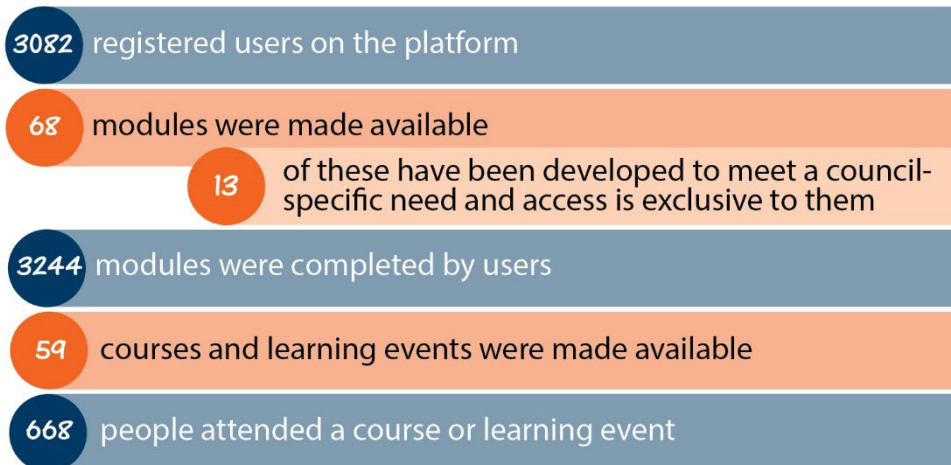 3082 registered users on the platform
68 modules were made available
13 of these have been developed to meet a council-
specific need and access is exclusive to them
3244 modules were completed by users
59 courses and learning events were made available
668 people attended a course or learning event